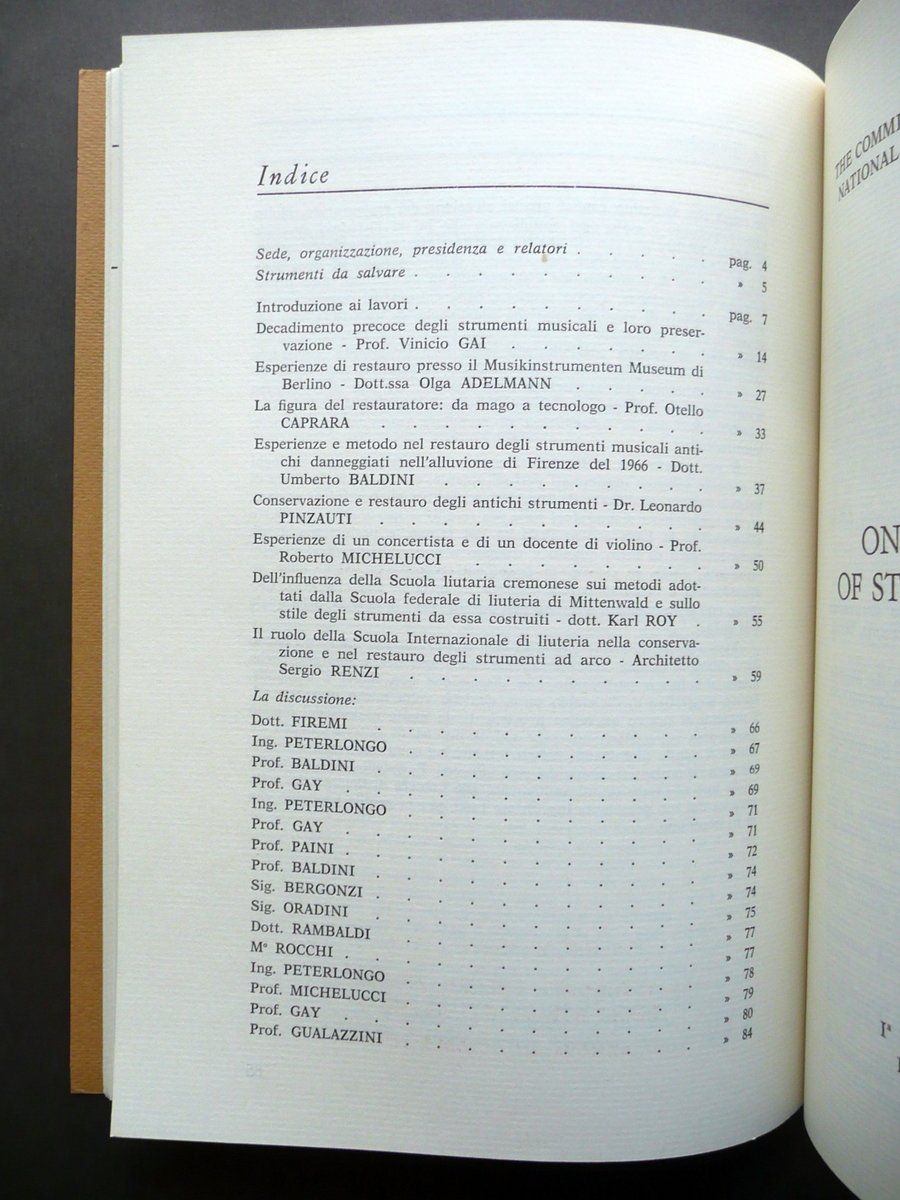 Indice
Sede, organizzazione, presidenza e relatori . . . . . pag. 4
Strumenti da salvare . . . . . . . . » 5
Introduzione ai lavori . . . . . . . . pag. 7
Decadimento precoce degli strumenti musicali e loro preser-
vazione - Prof. Vinicio GAI . . . . . . » 14
Esperienze di restauro presso il Musikinstrumenten Museum di
Berlino - Dott.ssa Olga ADELMANN . . . . . » 27
La figura del restauratore: da mago a tecnologo - Prof. Otello
CAPRARA . . . . . . . . . . » 33
Esperienze e metodo nel restauro degli strumenti musicali anti-
chi danneggiati nell'alluvione di Firenze del 1966 - Dott.
Umberto BALDINI . . . . . . . . » 37
Conservazione e restauro degli antichi strumenti - Dr. Leonardo
PINZAUTI . . . . . . . . . . » 44
Esperienze di un concertista e di un docente di violino - Prof.
Roberto MICHELUCCI . . . . . . . » 50
Dell'influenza della Scuola liutaria cremonese sui metodi adot-
tati dalla Scuola federale di liuteria di Mittenwald e sullo
stile degli strumenti da essa costruiti - dott. Karl ROY . » 55
Il ruolo della Scuola Internazionale di liuteria nella conserva-
zione e nel restauro degli strumenti ad arco - Architetto
Sergio RENZI . . . . . . . . . » 59
La discussione:
Dott. FIREMI . . . . . . . . . » 66
Ing. PETERLONGO . . . . . . . . » 67
Prof. BALDINI . . . . . . . . . » 69
Prof. GAY . . . . . . . . . . » 69
Ing. PETERLONGO . . . . . . . . » 71
Prof. GAY . . . . . . . . . . » 71
Prof. PAINI . . . . . . . . . . » 72
Prof. BALDINI . . . . . . . . . » 74
Sig. BERGONZI . . . . . . . . . » 74
Sig. ORADINI . . . . . . . . . » 75
Dott. RAMBALDI . . . . . . . . » 77
Mº ROCCHI . . . . . . . . . . » 77
Ing. PETERLONGO . . . . . . . . » 78
Prof. MICHELUCCI . . . . . . . . » 79
Prof. GAY . . . . . . . . . . » 80
Prof. GUALAZZINI . . . . . . . . » 84
THE COMMI
NATIONAL
ON
OF ST
Iª